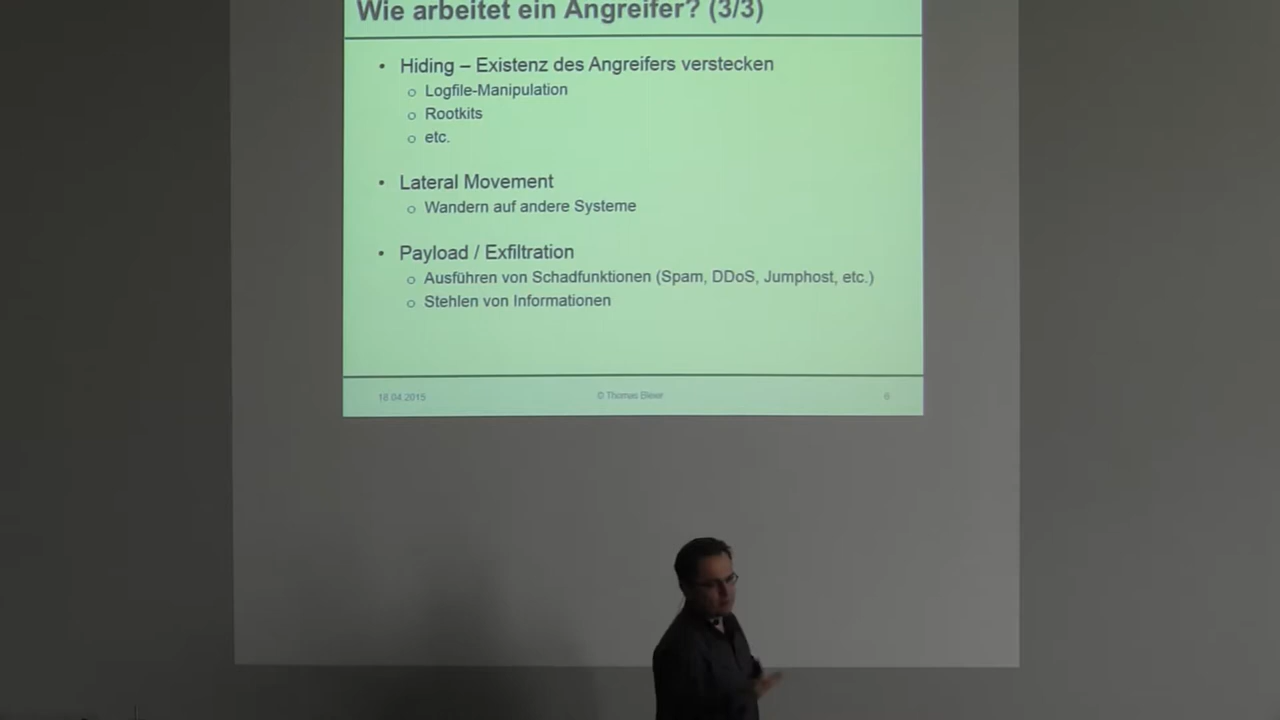 Wie arbeitet ein Angreifer? (3/3)
• Hiding – Existenz des Angreifers verstecken
o Logfile-Manipulation
o Rootkits
o etc.
• Lateral Movement
o Wandern auf andere Systeme
• Payload / Exfiltration
o Ausführen von Schadfunktionen (Spam, DDoS, Jumphost, etc.)
o Stehlen von Informationen
18.04.2015 © Thomas Bleier 6